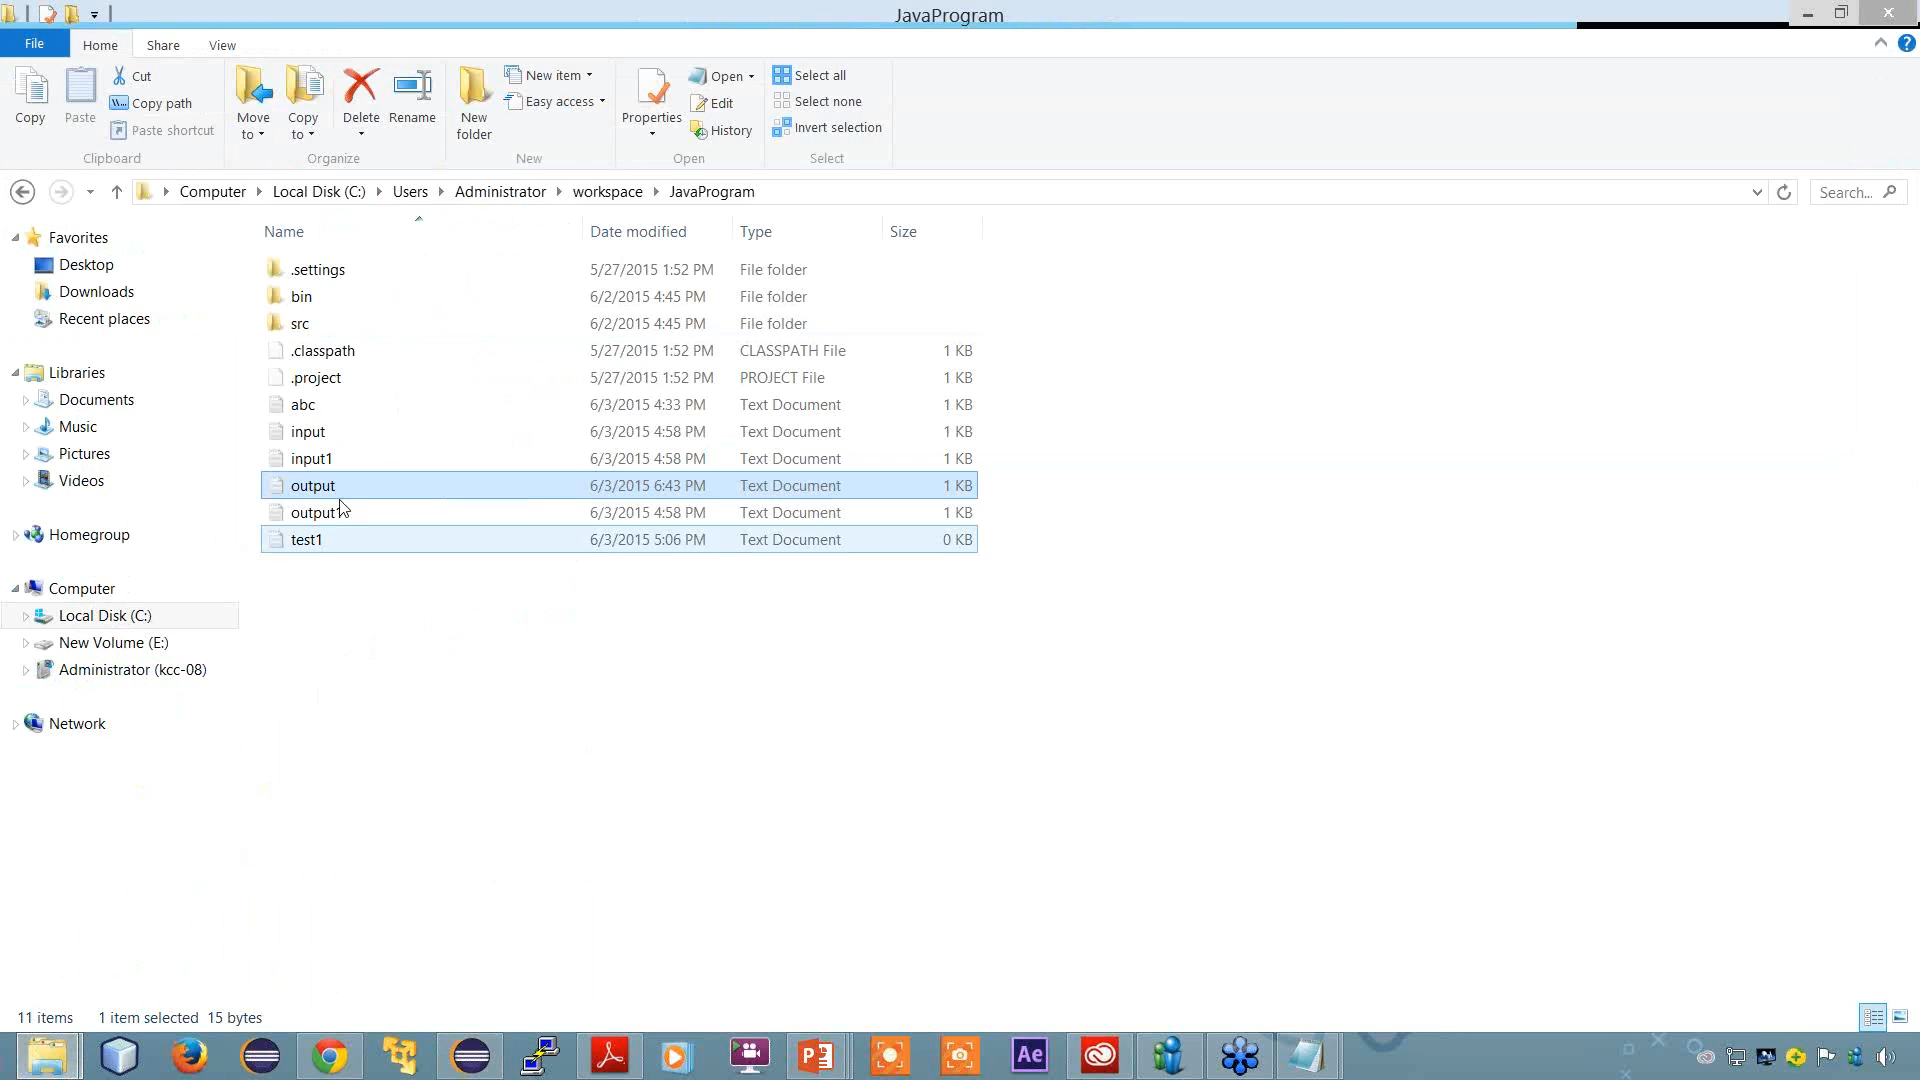 JavaProgram
File Home Share View
Copy
Paste
Cut
Copy path
Paste shortcut
Clipboard
Move to
Copy to
Delete
Rename
Organize
New folder
New item
Easy access
New
Properties
Open
Edit
History
Open
Select all
Select none
Invert selection
Select
Computer Local Disk (C:) Users Administrator workspace JavaProgram
Search...
Favorites
Desktop
Downloads
Recent places
Libraries
Documents
Music
Pictures
Videos
Homegroup
Computer
Local Disk (C:)
New Volume (E:)
Administrator (kcc-08)
Network
Name Date modified Type Size
.settings 5/27/2015 1:52 PM File folder
bin 6/2/2015 4:45 PM File folder
src 6/2/2015 4:45 PM File folder
.classpath 5/27/2015 1:52 PM CLASSPATH File 1 KB
.project 5/27/2015 1:52 PM PROJECT File 1 KB
abc 6/3/2015 4:33 PM Text Document 1 KB
input 6/3/2015 4:58 PM Text Document 1 KB
input1 6/3/2015 4:58 PM Text Document 1 KB
output 6/3/2015 6:43 PM Text Document 1 KB
output1 6/3/2015 4:58 PM Text Document 1 KB
test1 6/3/2015 5:06 PM Text Document 0 KB
11 items 1 item selected 15 bytes
Ae